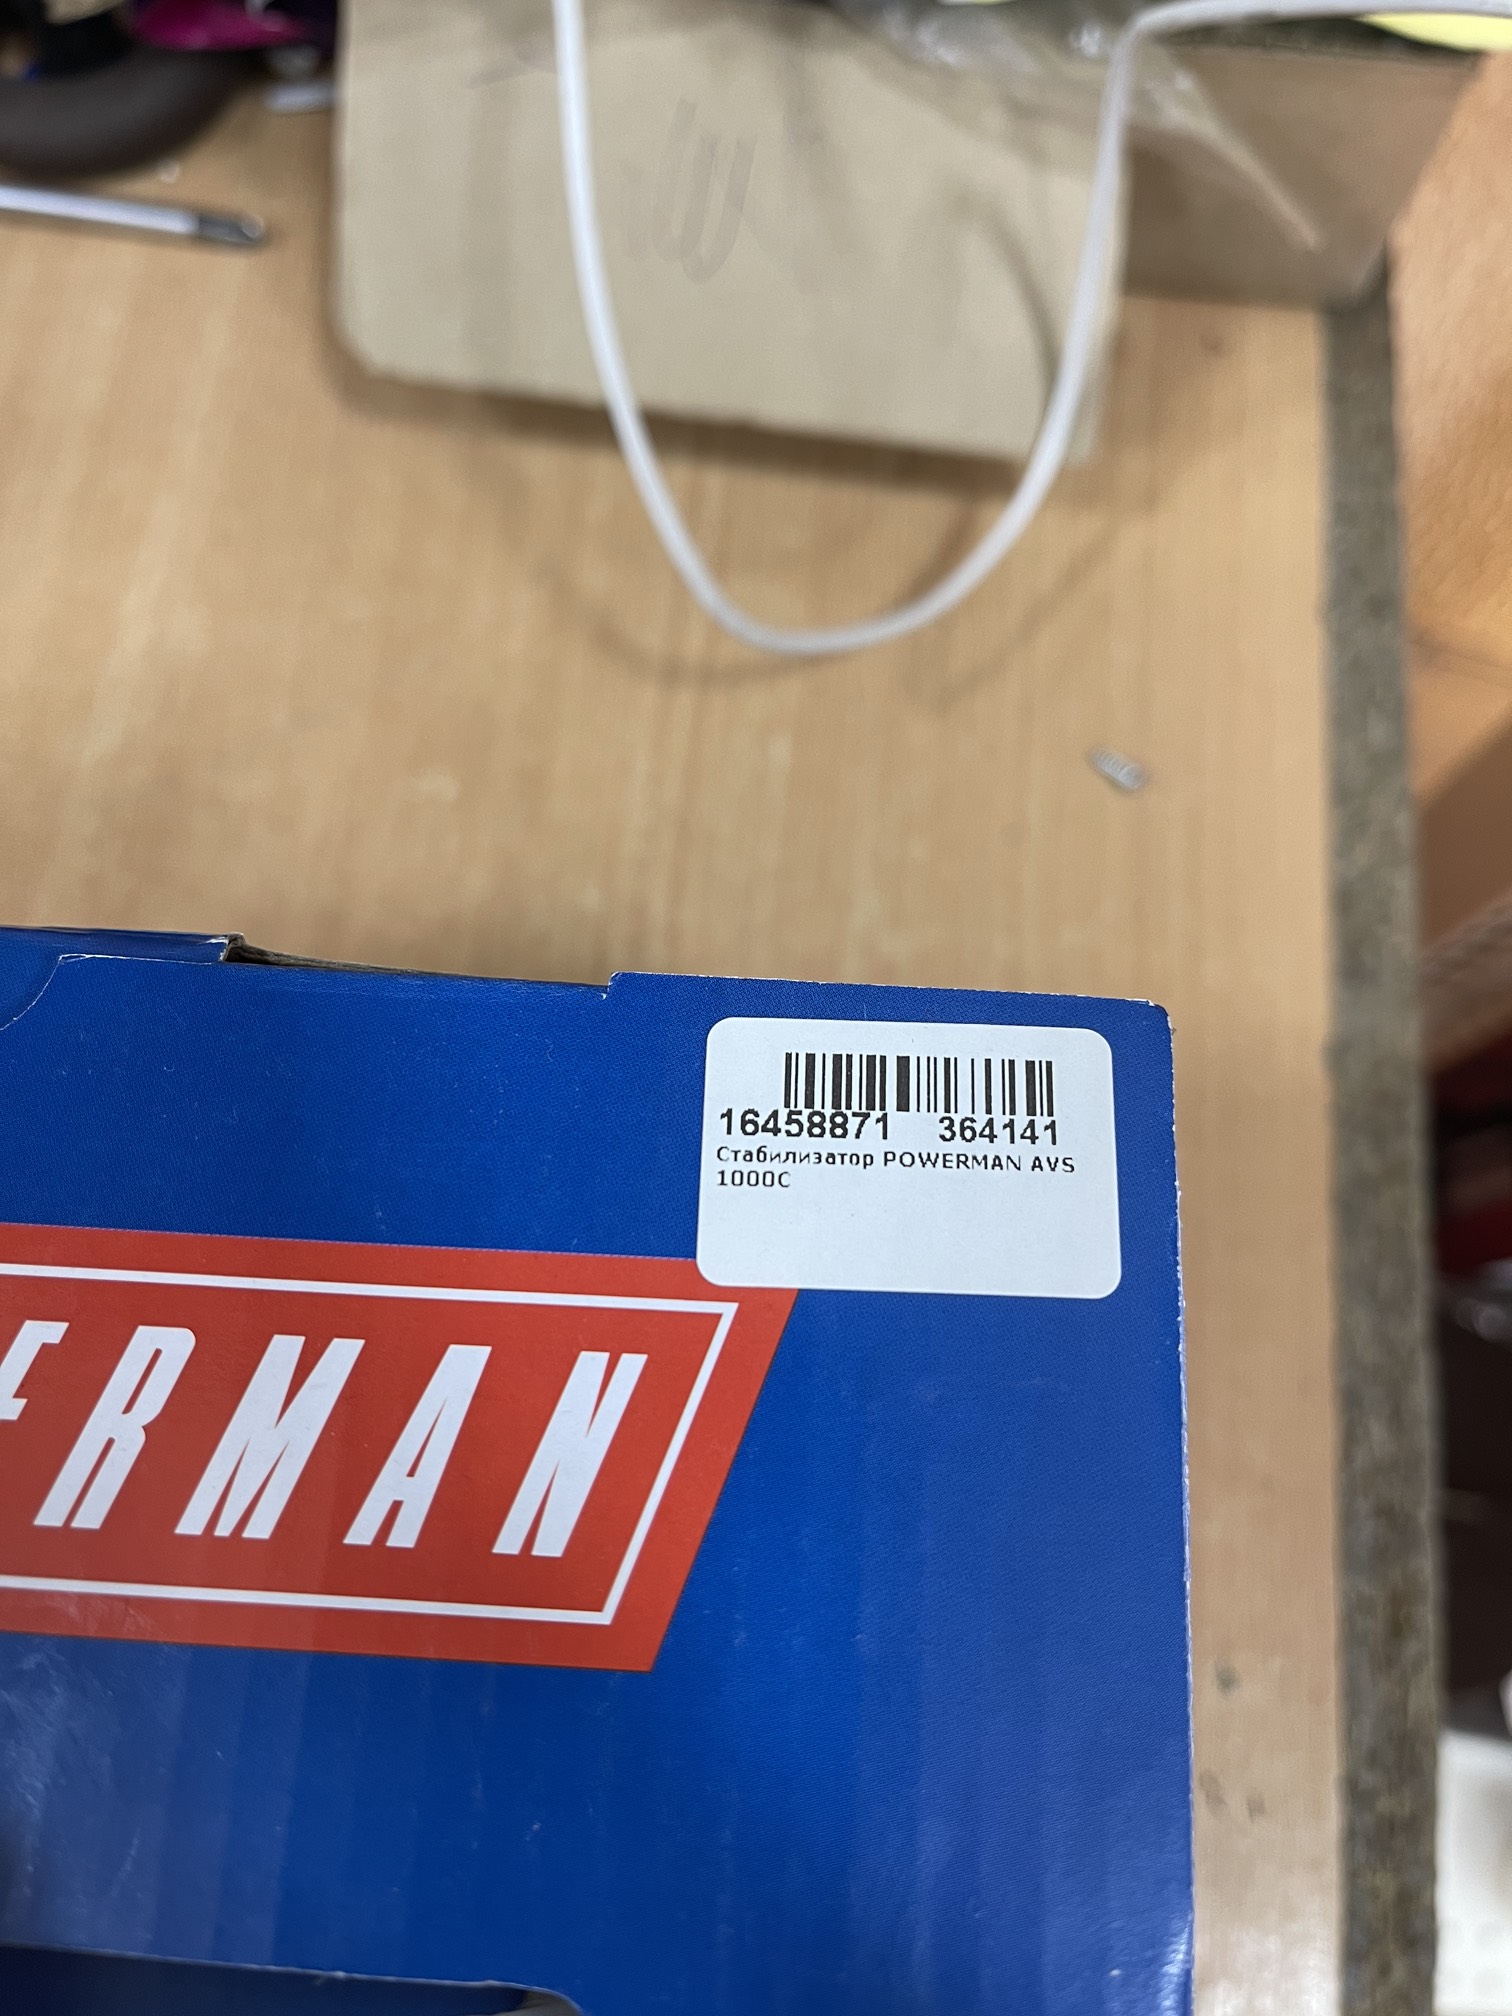 16458871 364141
Стабилизатор POWERMAN AVS
1000C
ERMAN